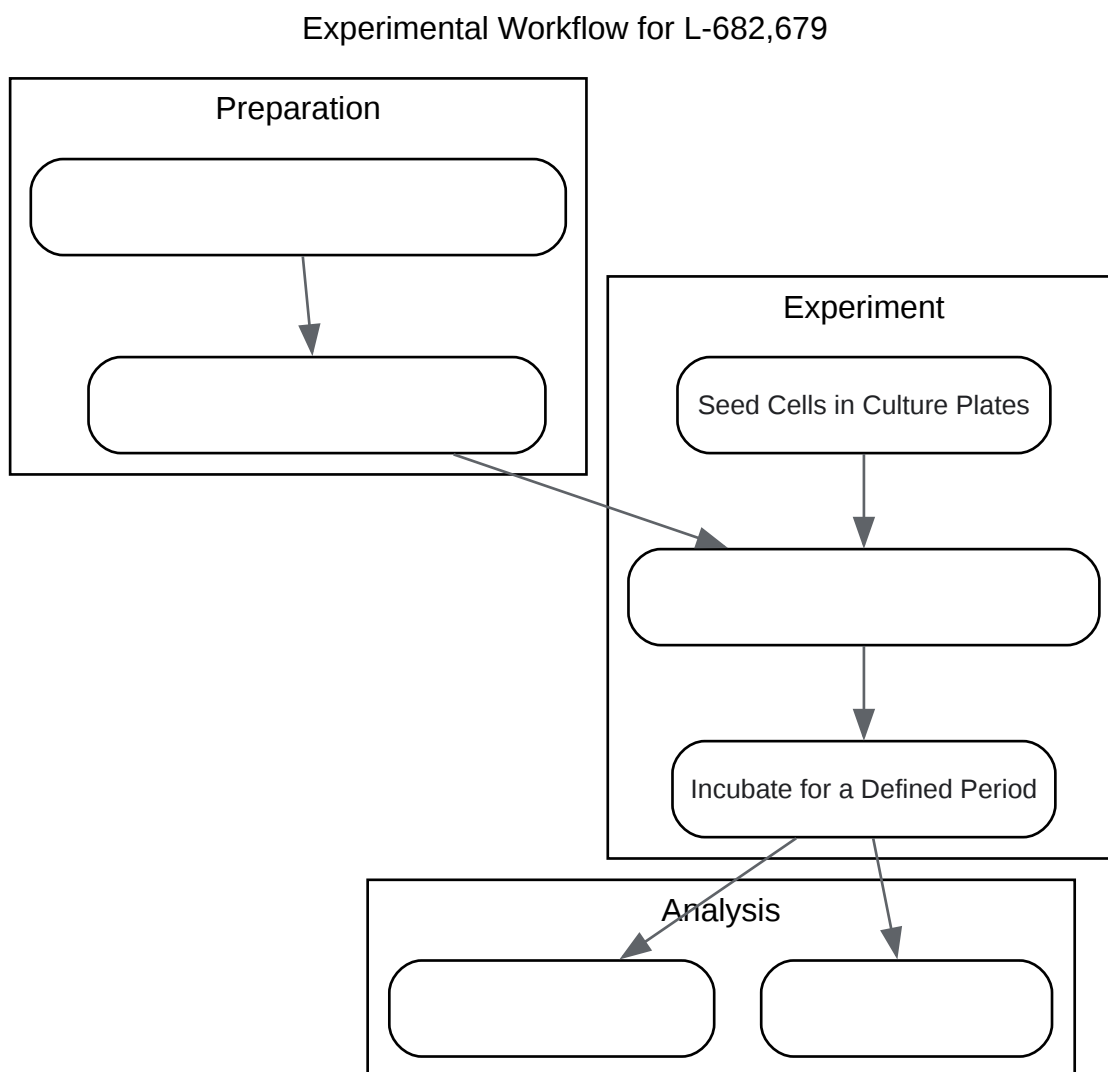 Experimental Workflow for L-682,679
Preparation
Experiment
Seed Cells in Culture Plates
Incubate for a Defined Period
Analysis